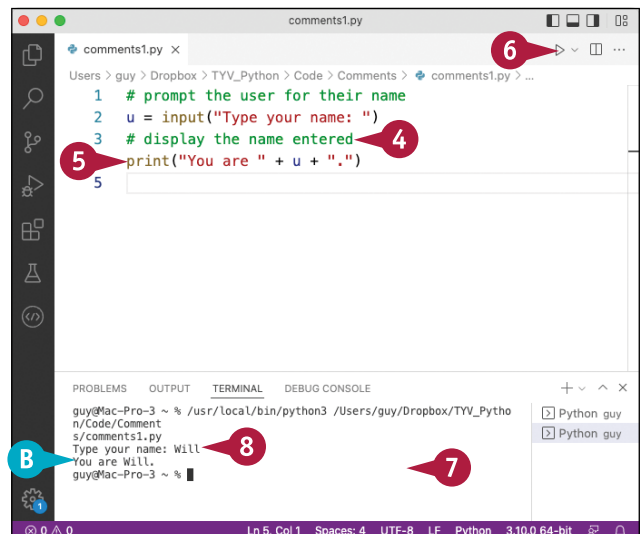 comments1.py
comments1.py
6
Users > guy > Dropbox > TYV_Python > Code > Comments > comments1.py > ...
1 # prompt the user for their name
2 u = input("Type your name: ")
3 # display the name entered
4
5
print("You are " + u + ".")
5
PROBLEMS OUTPUT TERMINAL DEBUG CONSOLE
guy@Mac-Pro-3 ~ % /usr/local/bin/python3 /Users/guy/Dropbox/TYV_Pytho
n/Code/Comment
s/comments1.py
Type your name: Will
You are Will.
guy@Mac-Pro-3 ~ %
Python guy
Python guy
8
B
7
1
0 0 Ln 5, Col 1 Spaces: 4 UTF-8 LF Python 3.10.0 64-bit